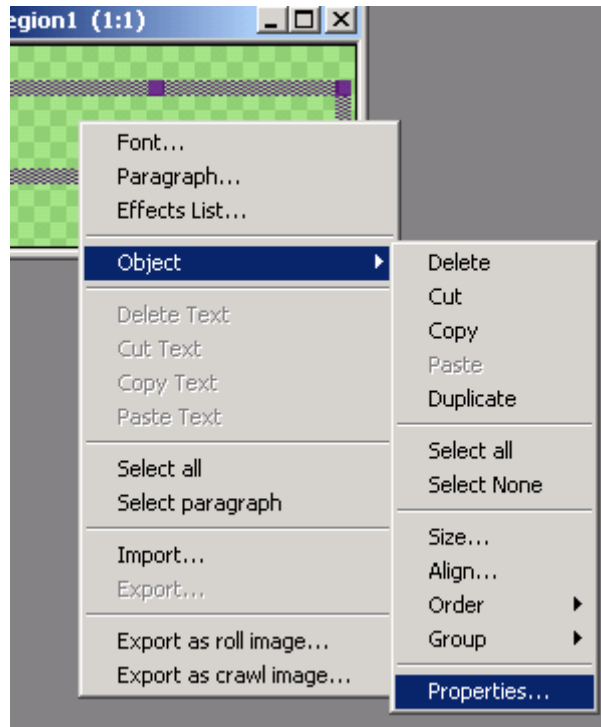 egion1 (1:1)
Font...
Paragraph...
Effects List...
Object
Delete Text
Cut Text
Copy Text
Paste Text
Select all
Select paragraph
Import...
Export...
Export as roll image...
Export as crawl image...
Delete
Cut
Copy
Paste
Duplicate
Select all
Select None
Size...
Align...
Order
Group
Properties...